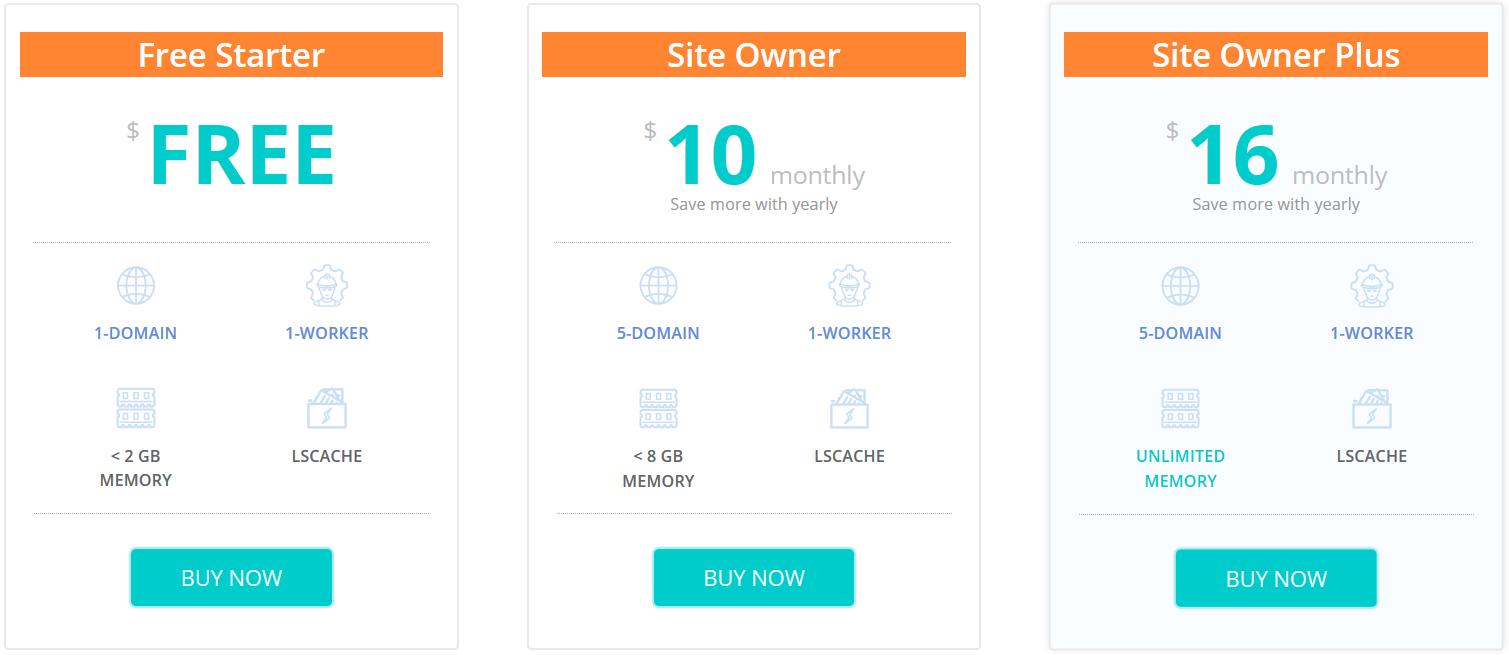 Free Starter
$ FREE
1-DOMAIN
1-WORKER
< 2 GB
MEMORY
LSCACHE
BUY NOW
Site Owner
$ 10 monthly
Save more with yearly
5-DOMAIN
1-WORKER
< 8 GB
MEMORY
LSCACHE
BUY NOW
Site Owner Plus
$ 16 monthly
Save more with yearly
5-DOMAIN
1-WORKER
UNLIMITED
MEMORY
LSCACHE
BUY NOW